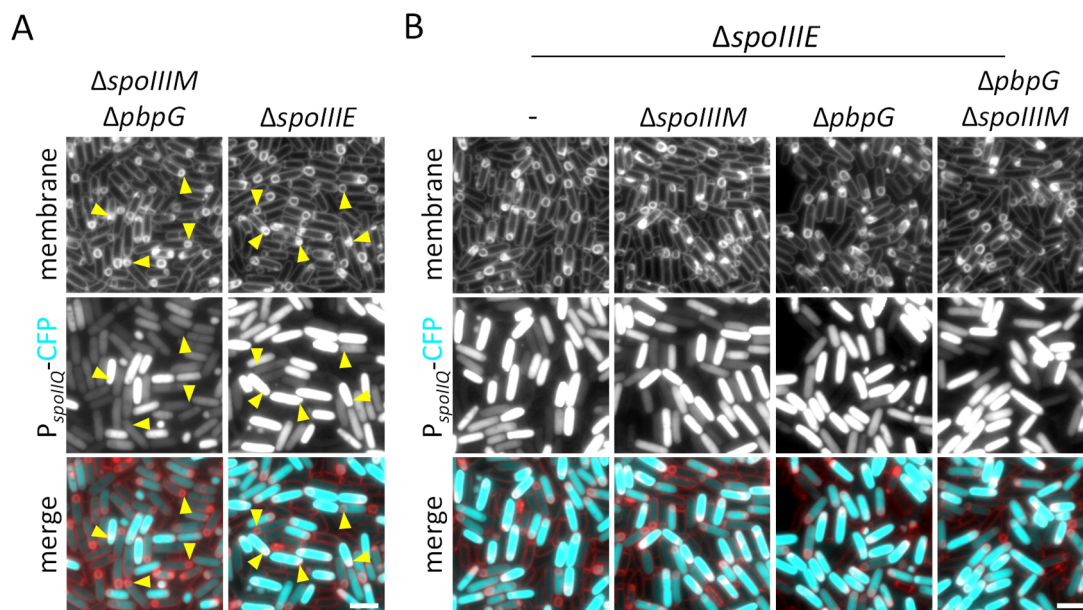 A
B
ΔspoIIIE
ΔspoIIIM
ΔpbpG
ΔspoIIIE
-
ΔspoIIIM
ΔpbpG
ΔpbpG
ΔspoIIIM
membrane
membrane
PspoIIQ-CFP
PspoIIQ-CFP
merge
merge